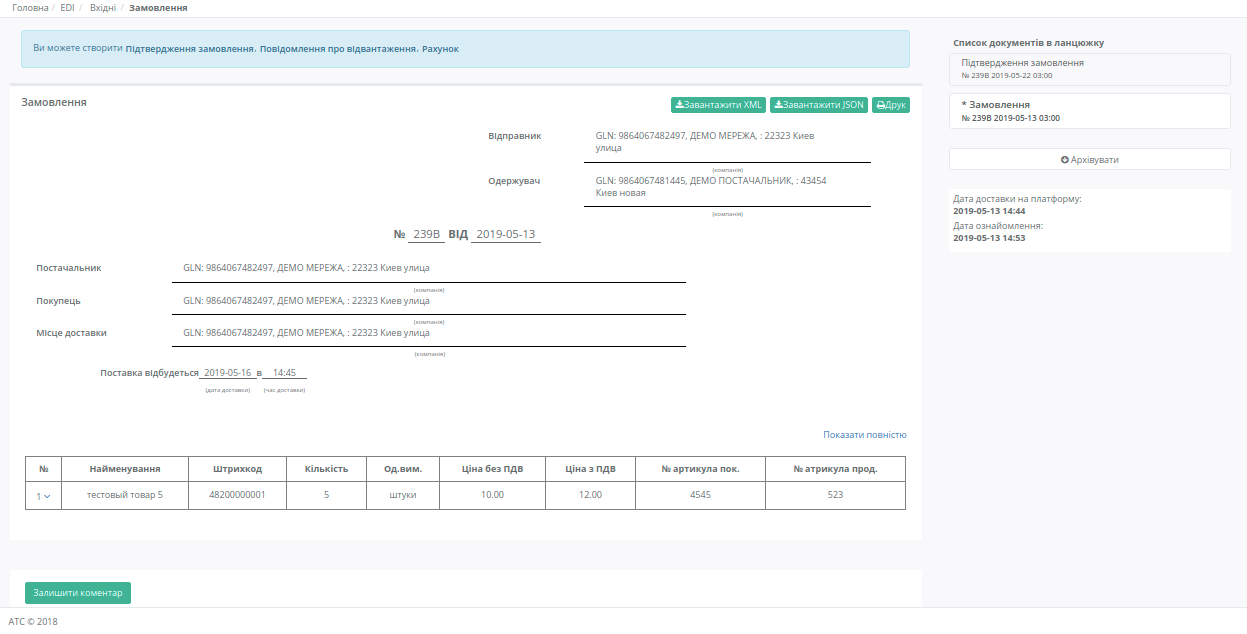 Головна / EDI / Вхідні / Замовлення
Ви можете створити Підтвердження замовлення, Повідомлення про відвантаження, Рахунок
Замовлення
Завантажити XML Завантажити JSON Друк
Відправник GLN: 9864067482497, ДЕМО МЕРЕЖА, : 22323 Киев
улица
(компанія)
Одержувач GLN: 9864067481445, ДЕМО ПОСТАЧАЛЬНИК, : 43454
Киев новая
(компанія)
№ 239В ВІД 2019-05-13
Постачальник GLN: 9864067482497, ДЕМО МЕРЕЖА, : 22323 Киев улица
(компанія)
Покупець GLN: 9864067482497, ДЕМО МЕРЕЖА, : 22323 Киев улица
(компанія)
Місце доставки GLN: 9864067482497, ДЕМО МЕРЕЖА, : 22323 Киев улица
(компанія)
Поставка відбудеться 2019-05-16 в 14:45
(дата доставки) (час доставки)
Показати повністю
№ Найменування Штрихкод Кількість Од.вим. Ціна без ПДВ Ціна з ПДВ № артикула пок. № атрикула прод.
1 тестовый товар 5 48200000001 5 штуки 10.00 12.00 4545 523
Залишити коментар
Список документів в ланцюжку
Підтвердження замовлення
№ 239В 2019-05-22 03:00
* Замовлення
№ 239В 2019-05-13 03:00
Архівувати
Дата доставки на платформу:
2019-05-13 14:44
Дата ознайомлення:
2019-05-13 14:53
АТС © 2018